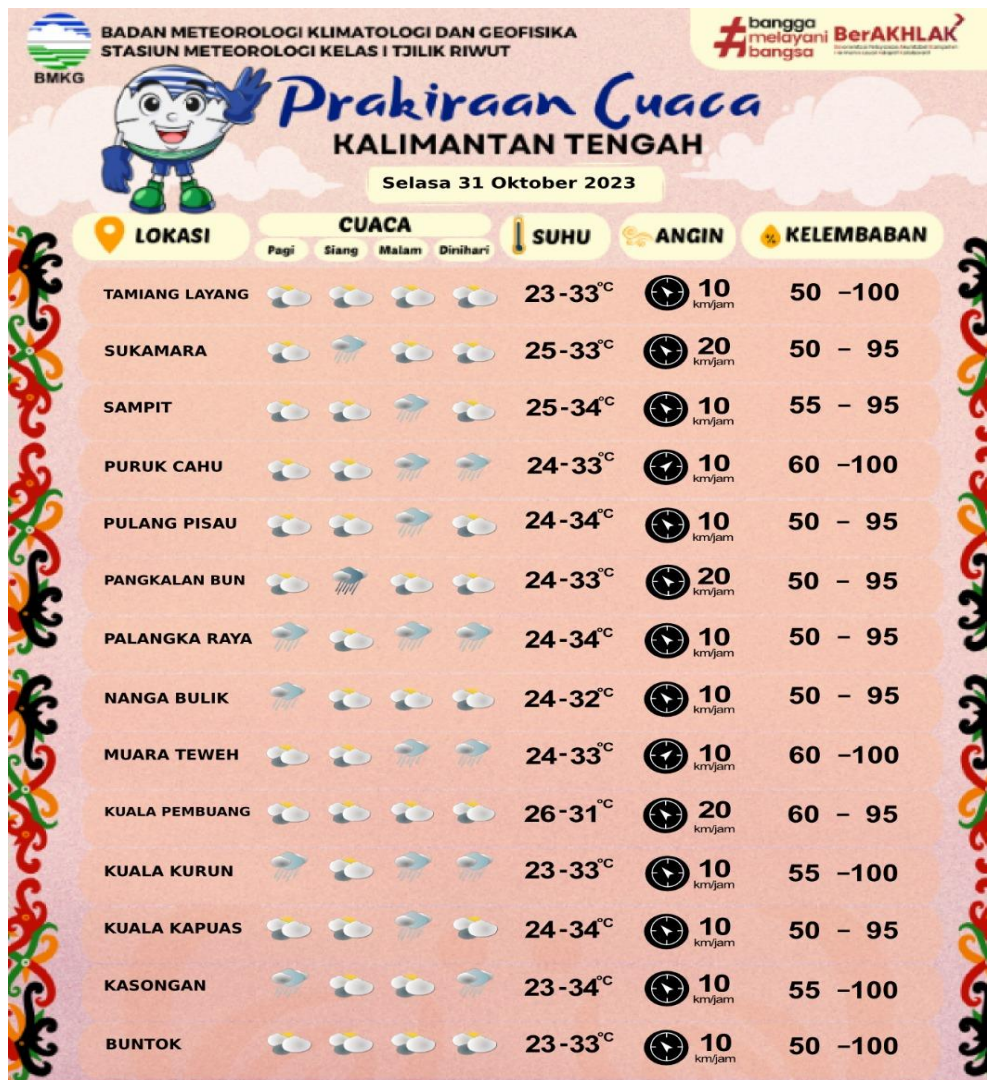 BADAN METEOROLOGI KLIMATOLOGI DAN GEOFISIKA
STASIUN METEOROLOGI KELAS I TJILIK RIWUT
BMKG
#bangga melayani bangsa
BerAKHLAK
Prakiraan Cuaca
KALIMANTAN TENGAH
Selasa 31 Oktober 2023
LOKASI CUACA SUHU ANGIN % KELEMBABAN
Pagi Siang Malam Dinihari
TAMIANG LAYANG 23-33°C 10 km/jam 50 –100
SUKAMARA 25-33°C 20 km/jam 50 – 95
SAMPIT 25-34°C 10 km/jam 55 – 95
PURUK CAHU 24-33°C 10 km/jam 60 –100
PULANG PISAU 24-34°C 10 km/jam 50 – 95
PANGKALAN BUN 24-33°C 20 km/jam 50 – 95
PALANGKA RAYA 24-34°C 10 km/jam 50 – 95
NANGA BULIK 24-32°C 10 km/jam 50 – 95
MUARA TEWEH 24-33°C 10 km/jam 60 –100
KUALA PEMBUANG 26-31°C 20 km/jam 60 – 95
KUALA KURUN 23-33°C 10 km/jam 55 –100
KUALA KAPUAS 24-34°C 10 km/jam 50 – 95
KASONGAN 23-34°C 10 km/jam 55 –100
BUNTOK 23-33°C 10 km/jam 50 –100